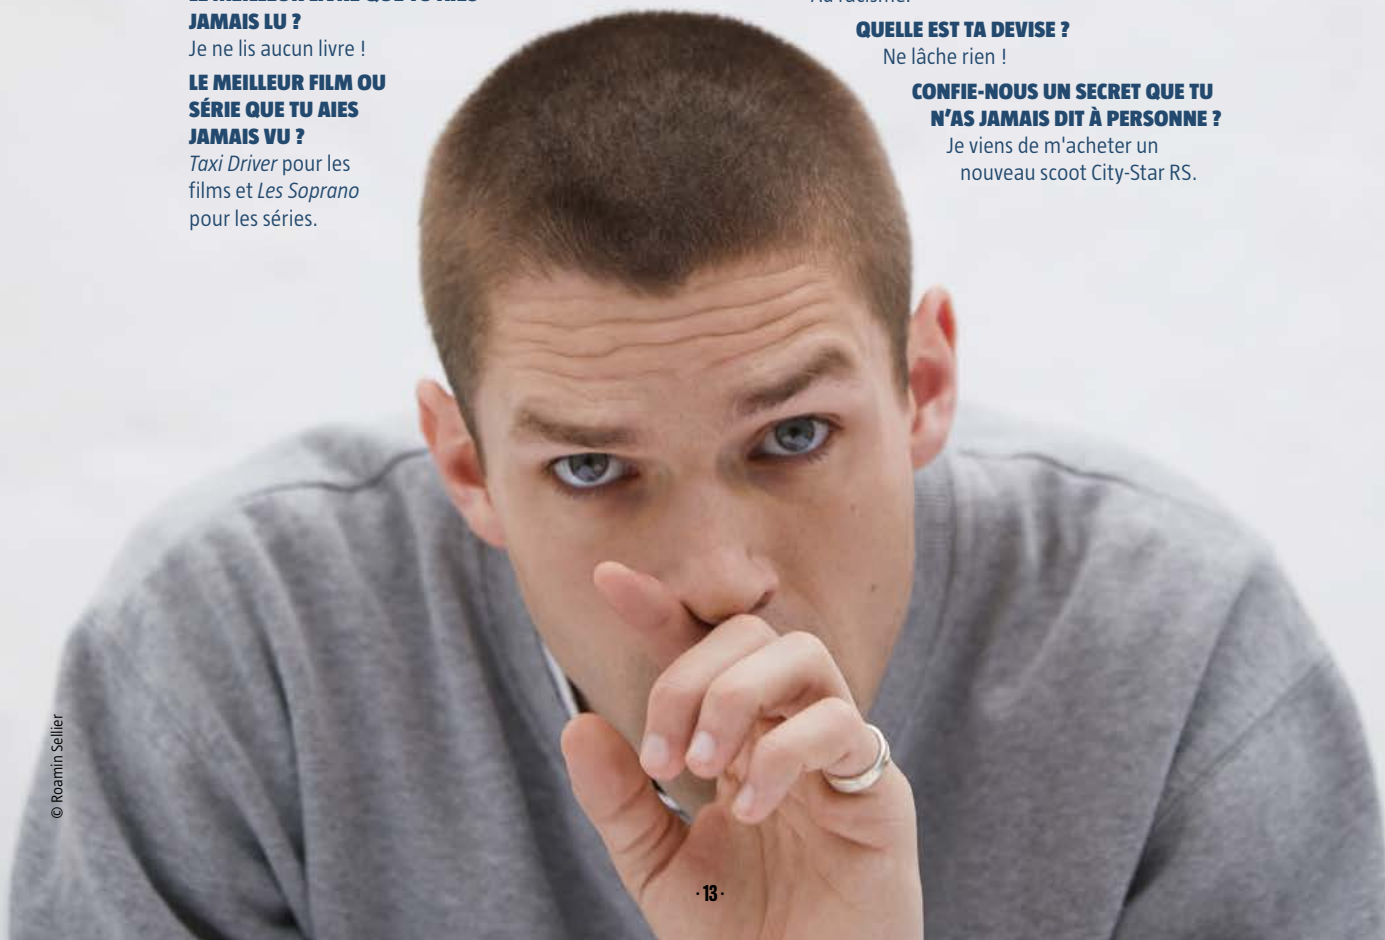 JAMAIS LU ?
Je ne lis aucun livre !
LE MEILLEUR FILM OU
SÉRIE QUE TU AIES
JAMAIS VU ?
Taxi Driver pour les
films et Les Soprano
pour les séries.
QUELLE EST TA DEVISE ?
Ne lâche rien !
CONFIE-NOUS UN SECRET QUE TU
N'AS JAMAIS DIT À PERSONNE ?
Je viens de m'acheter un
nouveau scoot City-Star RS.
© Roamin Sellier
· 13 ·